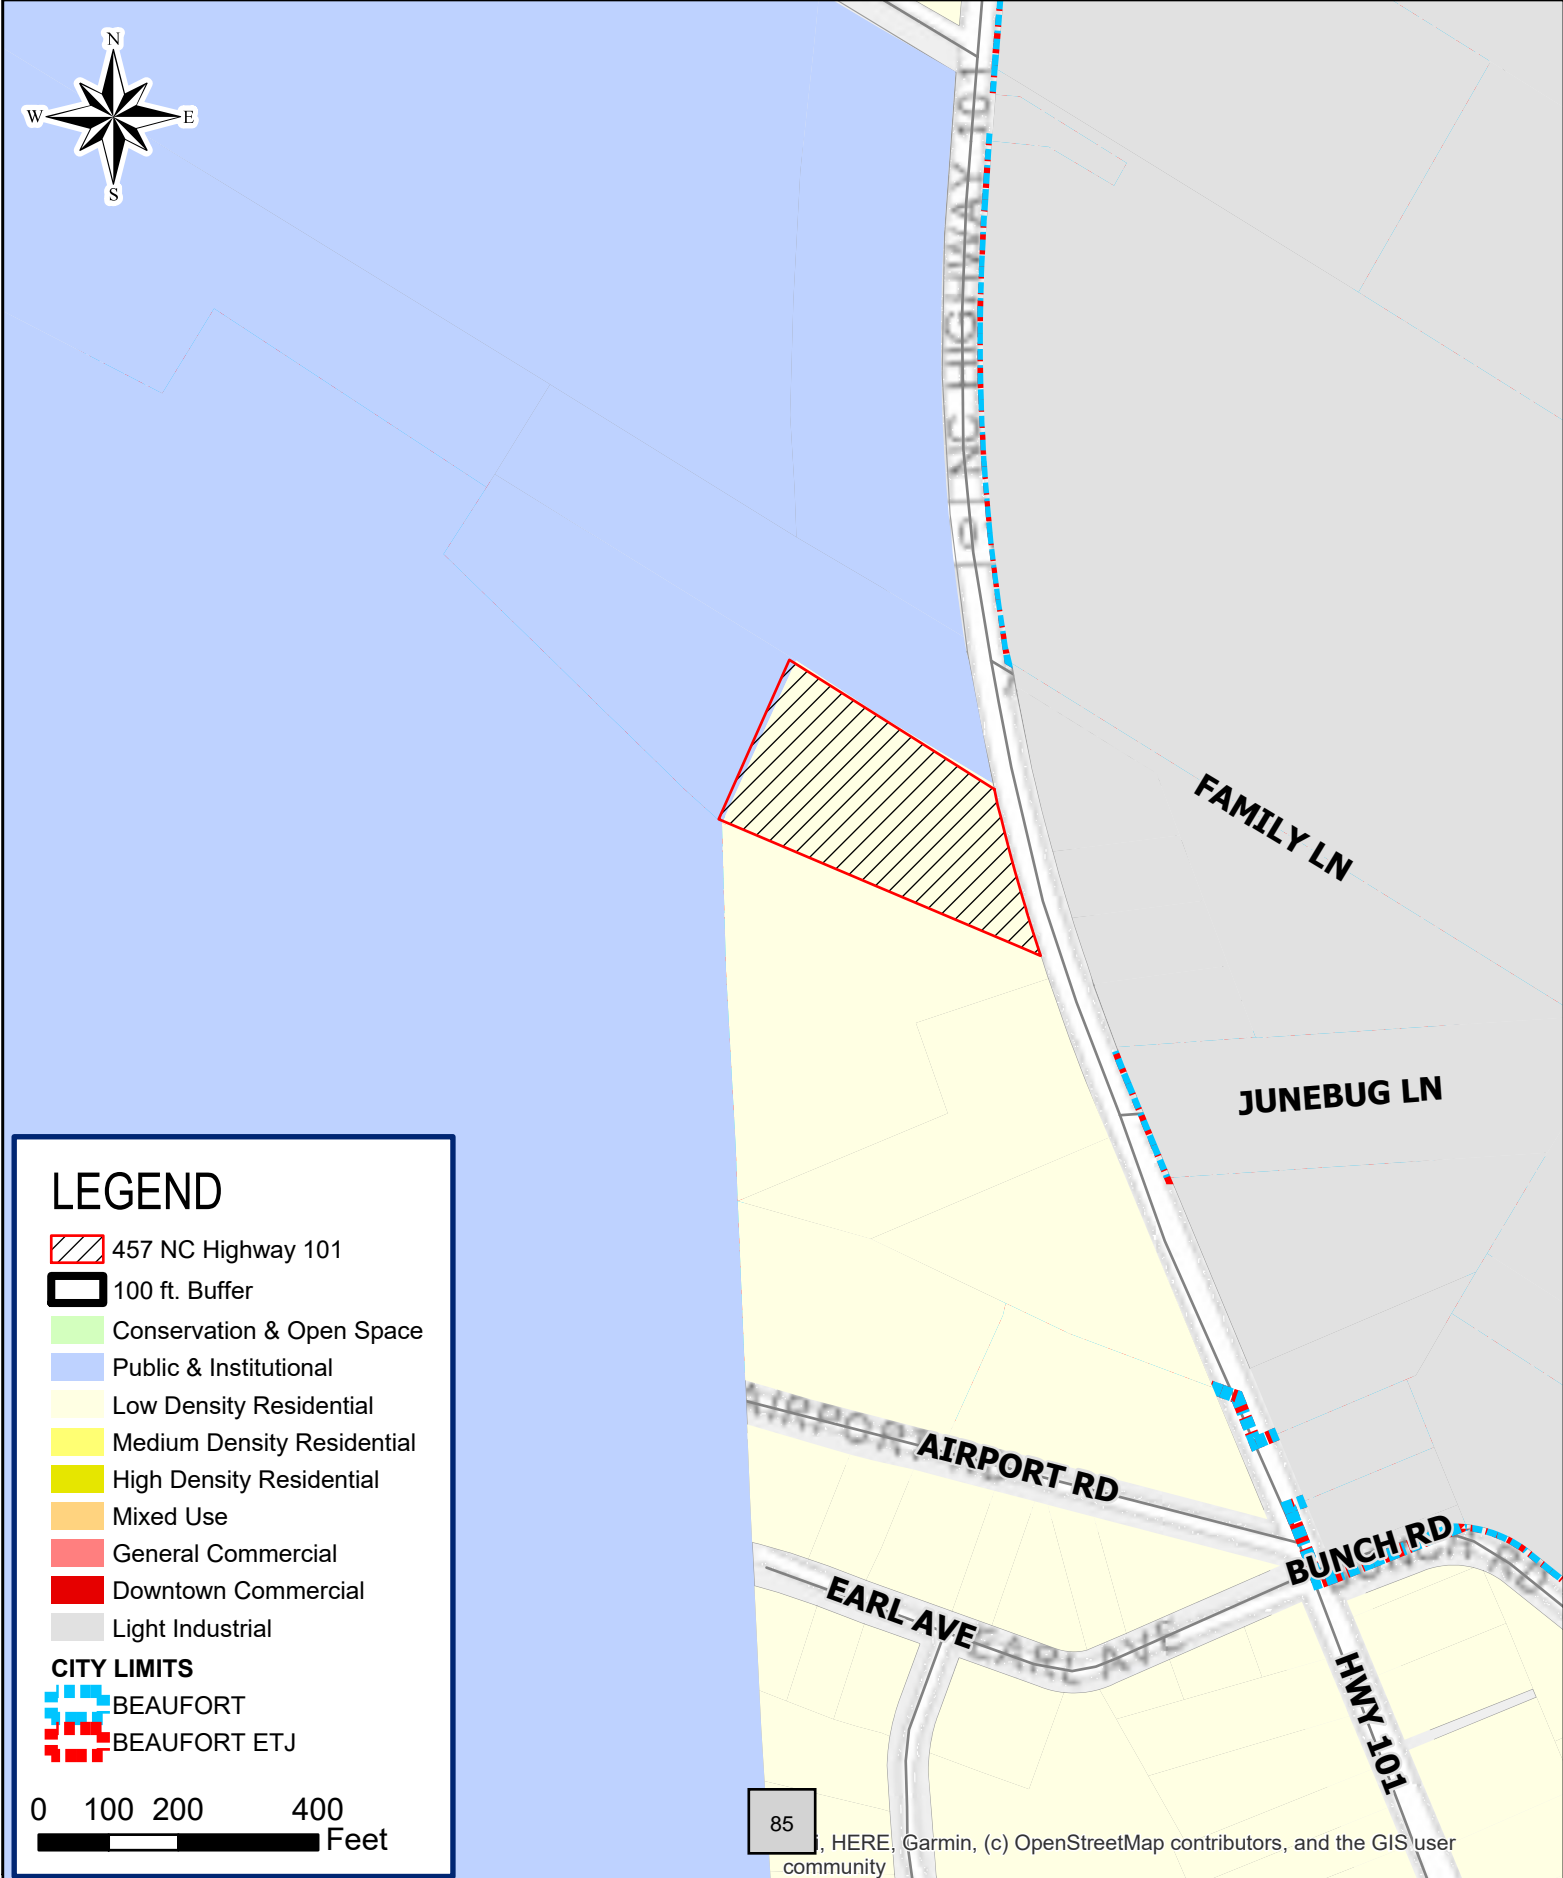 N
W
E
S
NC HIGHWAY 101
FAMILY LN
JUNEBUG LN
AIRPORT RD
BUNCH RD
EARL AVE
EARL AVE
HWY 101
LEGEND
457 NC Highway 101
100 ft. Buffer
Conservation & Open Space
Public & Institutional
Low Density Residential
Medium Density Residential
High Density Residential
Mixed Use
General Commercial
Downtown Commercial
Light Industrial
CITY LIMITS
BEAUFORT
BEAUFORT ETJ
0 100 200 400
Feet
85
HERE, Garmin, (c) OpenStreetMap contributors, and the GIS user
community